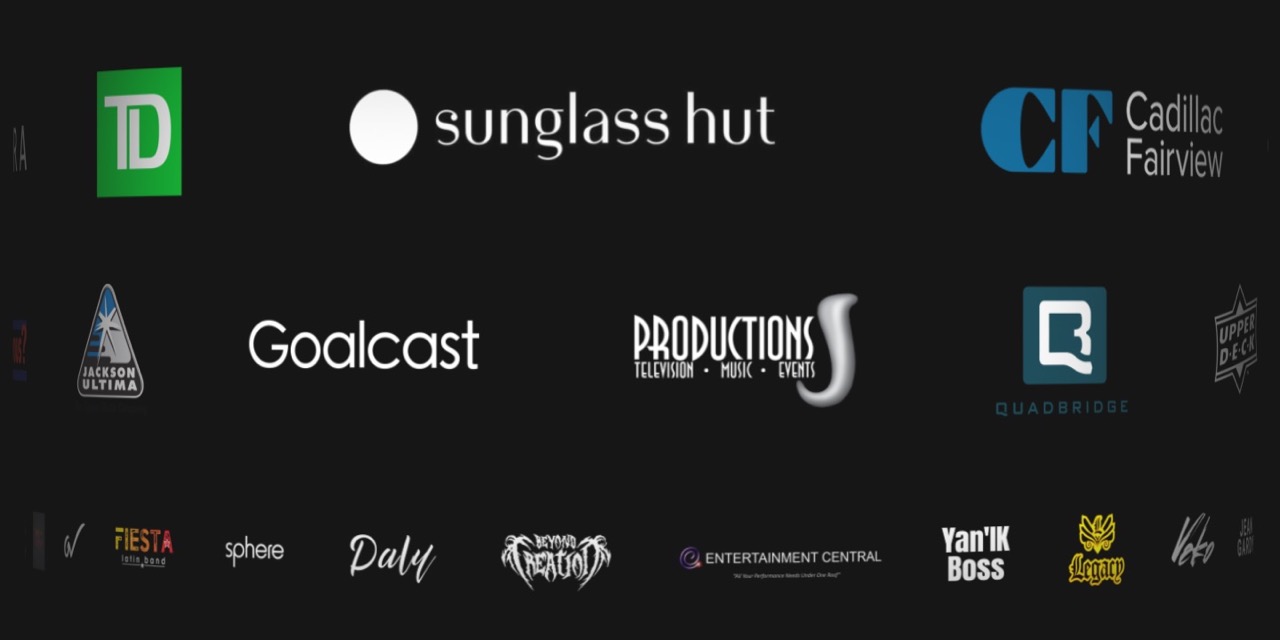 RA
TD
sunglass hut
CF Cadillac
Fairview
JACKSON
ULTIMA
Goalcast
PRODUCTIONS J
TELEVISION • MUSIC • EVENTS
QUADBRIDGE
UPPER
D·E·C·K
FIESTA
latin band
sphere
Daly
BEYOND
CREATION
ENTERTAINMENT CENTRAL
"All Your Performance Needs Under One Roof"
Yan'IK
Boss
Legacy
Veko
JEAN